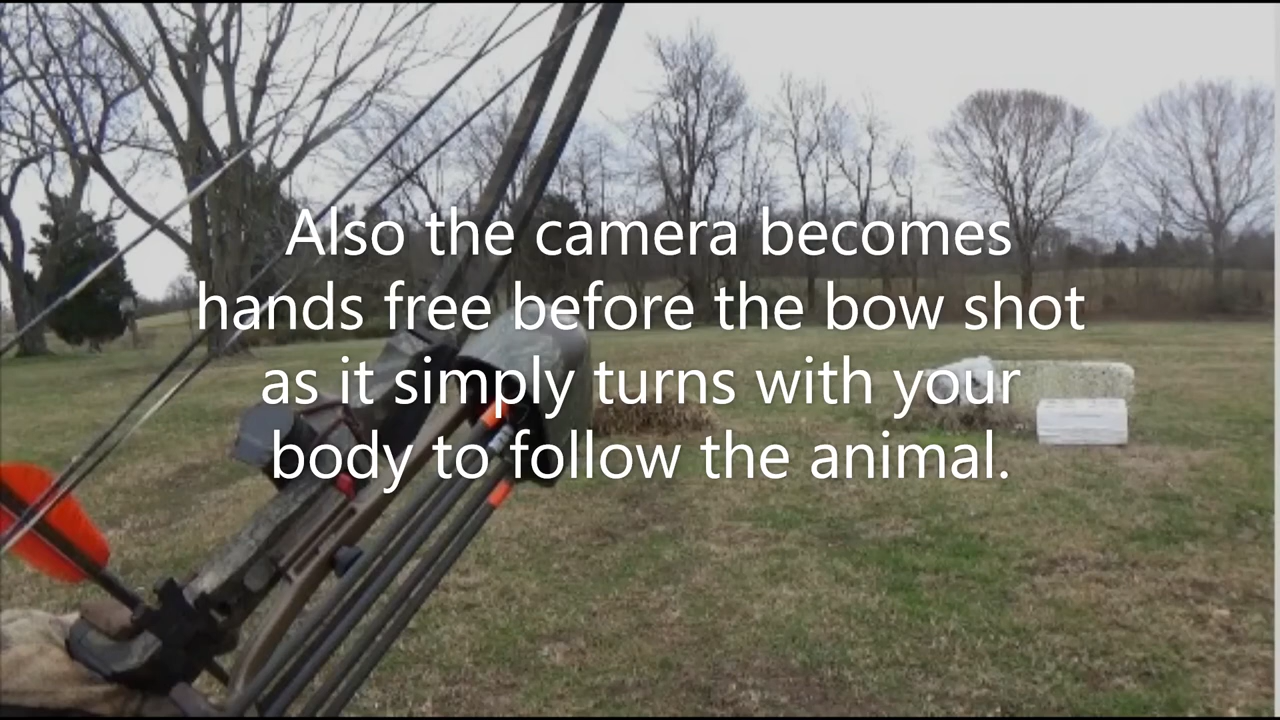 Also the camera becomes
hands free before the bow shot
as it simply turns with your
body to follow the animal.